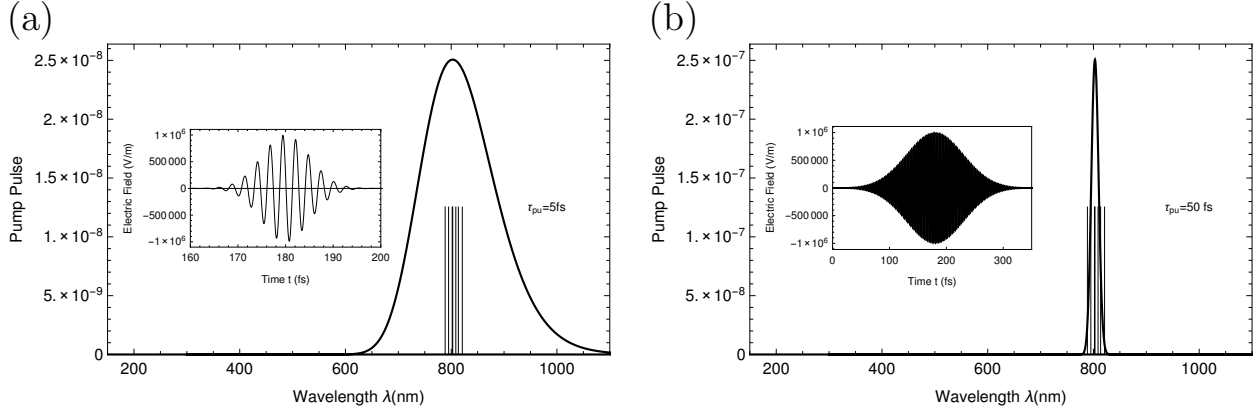 (a)
2.5×10⁻⁸
2.×10⁻⁸
1.5×10⁻⁸
1.×10⁻⁸
5.×10⁻⁹
0
Pump Pulse
200 400 600 800 1000
Wavelength λ(nm)
τpu=5fs
1×10⁶
500 000
0
-500 000
-1×10⁶
Electric Field (V/m)
160 170 180 190 200
Time t (fs)
(b)
2.5×10⁻⁷
2.×10⁻⁷
1.5×10⁻⁷
1.×10⁻⁷
5.×10⁻⁸
0
Pump Pulse
200 400 600 800 1000
Wavelength λ(nm)
τpu=50 fs
1×10⁶
500 000
0
-500 000
-1×10⁶
Electric Field (V/m)
0 100 200 300
Time t (fs)